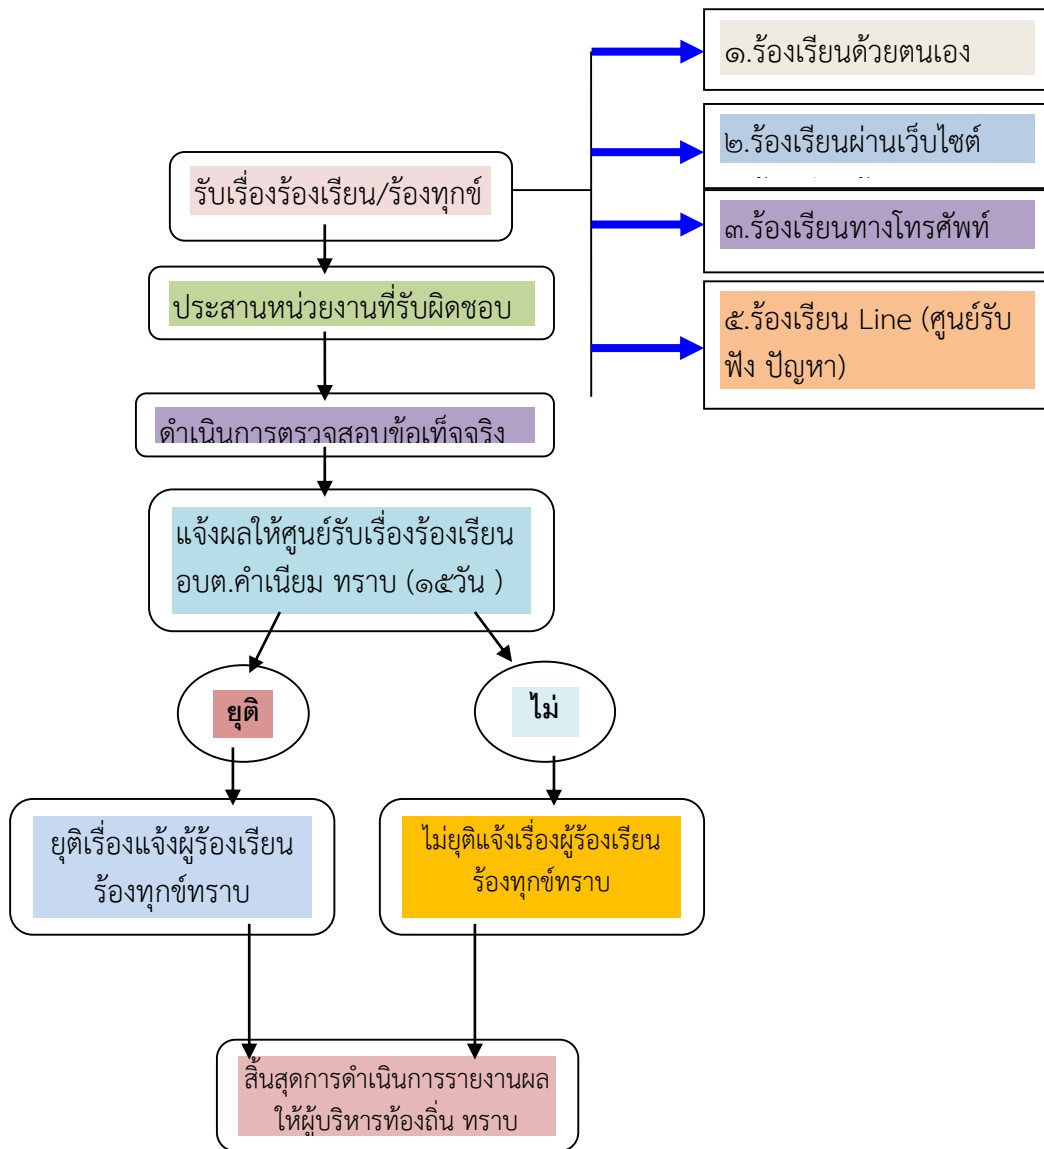 ๑.ร้องเรียนด้วยตนเอง
๒.ร้องเรียนผ่านเว็บไซต์
รับเรื่องร้องเรียน/ร้องทุกข์
๓.ร้องเรียนทางโทรศัพท์
ประสานหน่วยงานที่รับผิดชอบ
๕.ร้องเรียน Line (ศูนย์รับ
ฟัง ปัญหา)
ดำเนินการตรวจสอบข้อเท็จจริง
แจ้งผลให้ศูนย์รับเรื่องร้องเรียน
อบต.คำเนียม ทราบ (๑๕วัน )
ยุติ
ไม่
ยุติเรื่องแจ้งผู้ร้องเรียน
ร้องทุกข์ทราบ
ไม่ยุติแจ้งเรื่องผู้ร้องเรียน
ร้องทุกข์ทราบ
สิ้นสุดการดำเนินการรายงานผล
ให้ผู้บริหารท้องถิ่น ทราบ